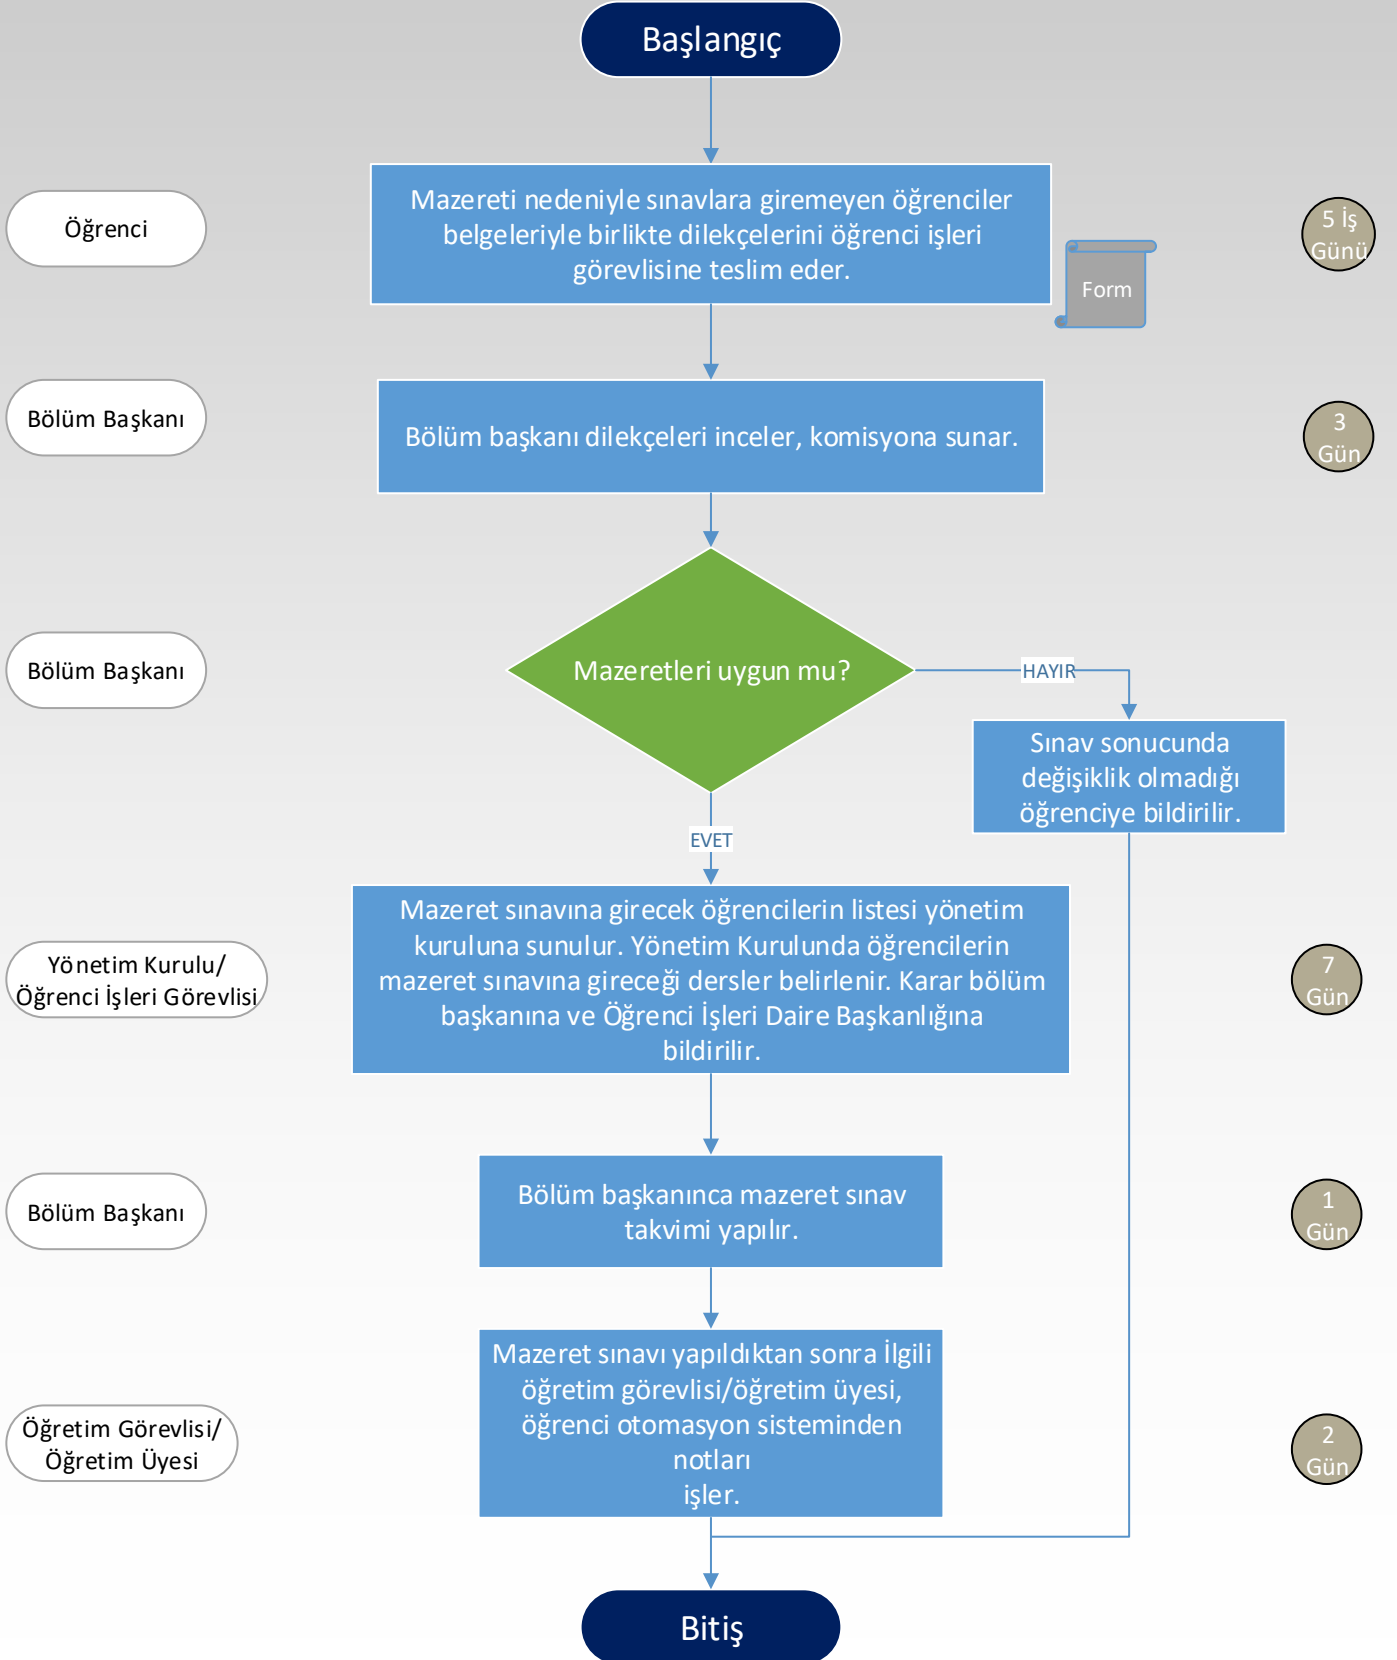 Başlangıç
Öğrenci
Mazereti nedeniyle sınavlara giremeyen öğrenciler
belgeleriyle birlikte dilekçelerini öğrenci işleri
görevlisine teslim eder.
Form
5 İş
Günü
Bölüm Başkanı
Bölüm başkanı dilekçeleri inceler, komisyona sunar.
3
Gün
Bölüm Başkanı
Mazeretleri uygun mu?
HAYIR
Sınav sonucunda
değişiklik olmadığı
öğrenciye bildirilir.
EVET
Yönetim Kurulu/
Öğrenci İşleri Görevlisi
Mazeret sınavına girecek öğrencilerin listesi yönetim
kuruluna sunulur. Yönetim Kurulunda öğrencilerin
mazeret sınavına gireceği dersler belirlenir. Karar bölüm
başkanına ve Öğrenci İşleri Daire Başkanlığına
bildirilir.
7
Gün
Bölüm Başkanı
Bölüm başkanınca mazeret sınav
takvimi yapılır.
1
Gün
Öğretim Görevlisi/
Öğretim Üyesi
Mazeret sınavı yapıldıktan sonra İlgili
öğretim görevlisi/öğretim üyesi,
öğrenci otomasyon sisteminden
notları
işler.
2
Gün
Bitiş